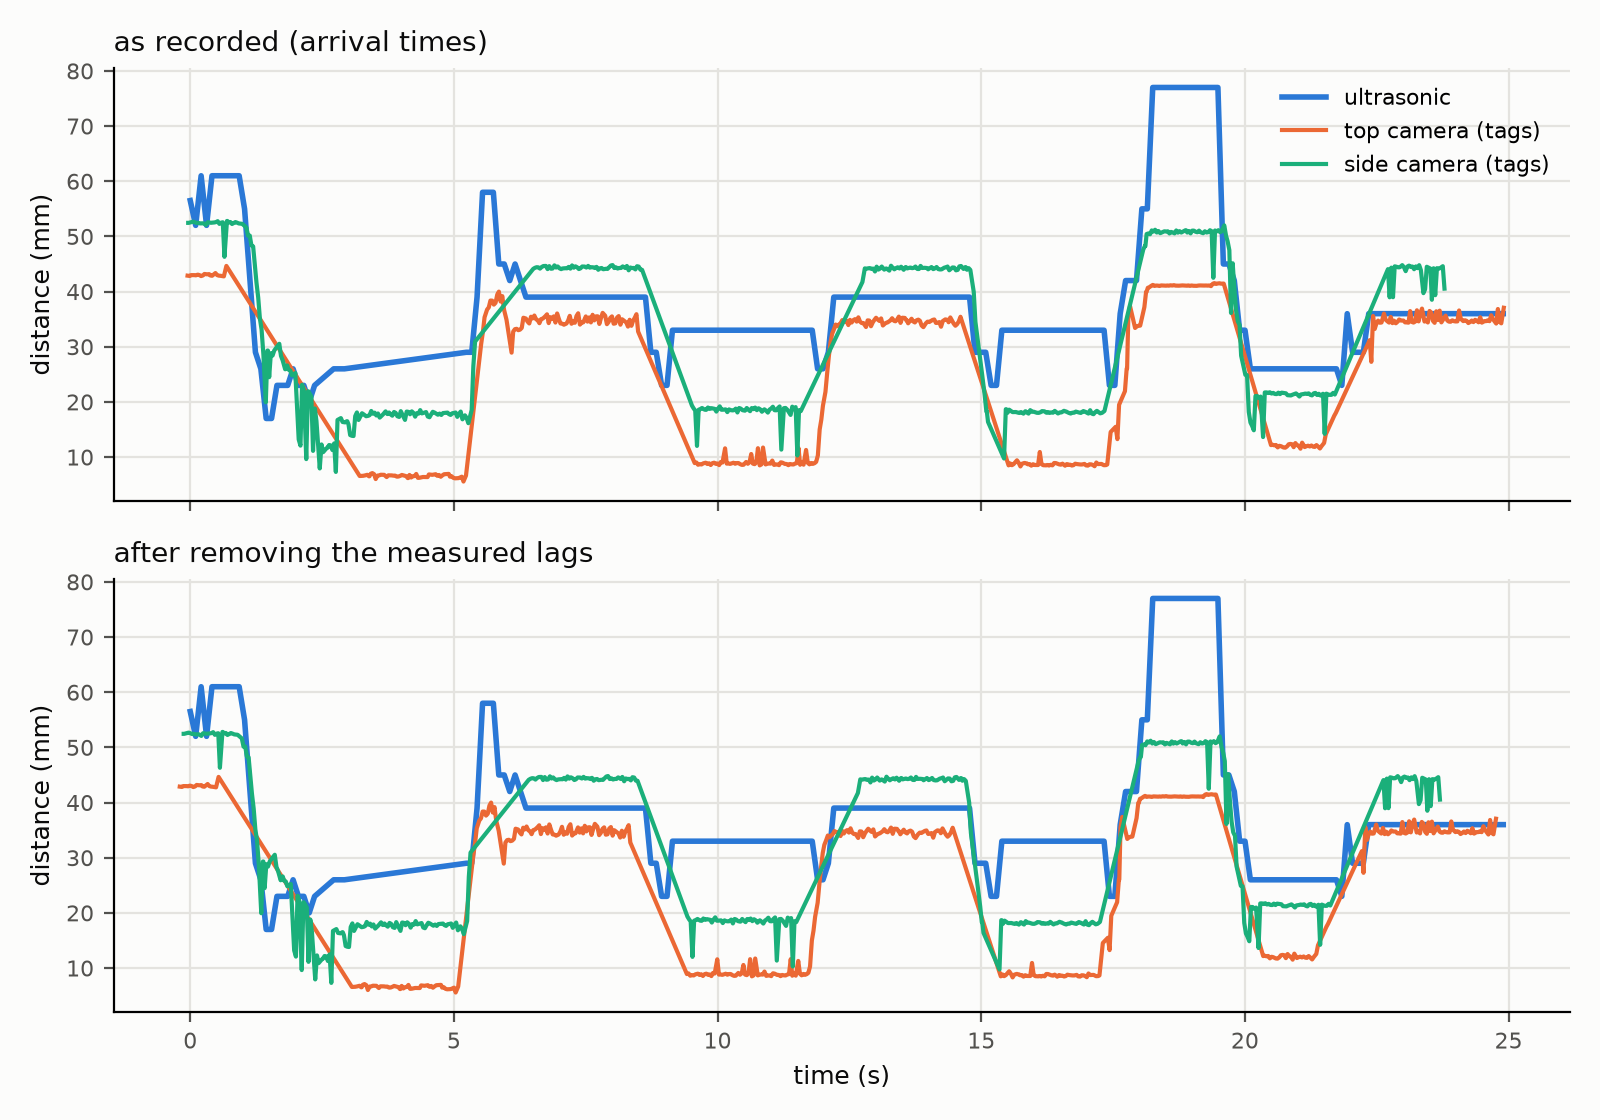 as recorded (arrival times)
80
70
60
50
40
30
20
10
distance (mm)
ultrasonic
top camera (tags)
side camera (tags)
after removing the measured lags
80
70
60
50
40
30
20
10
distance (mm)
0
5
10
15
20
25
time (s)